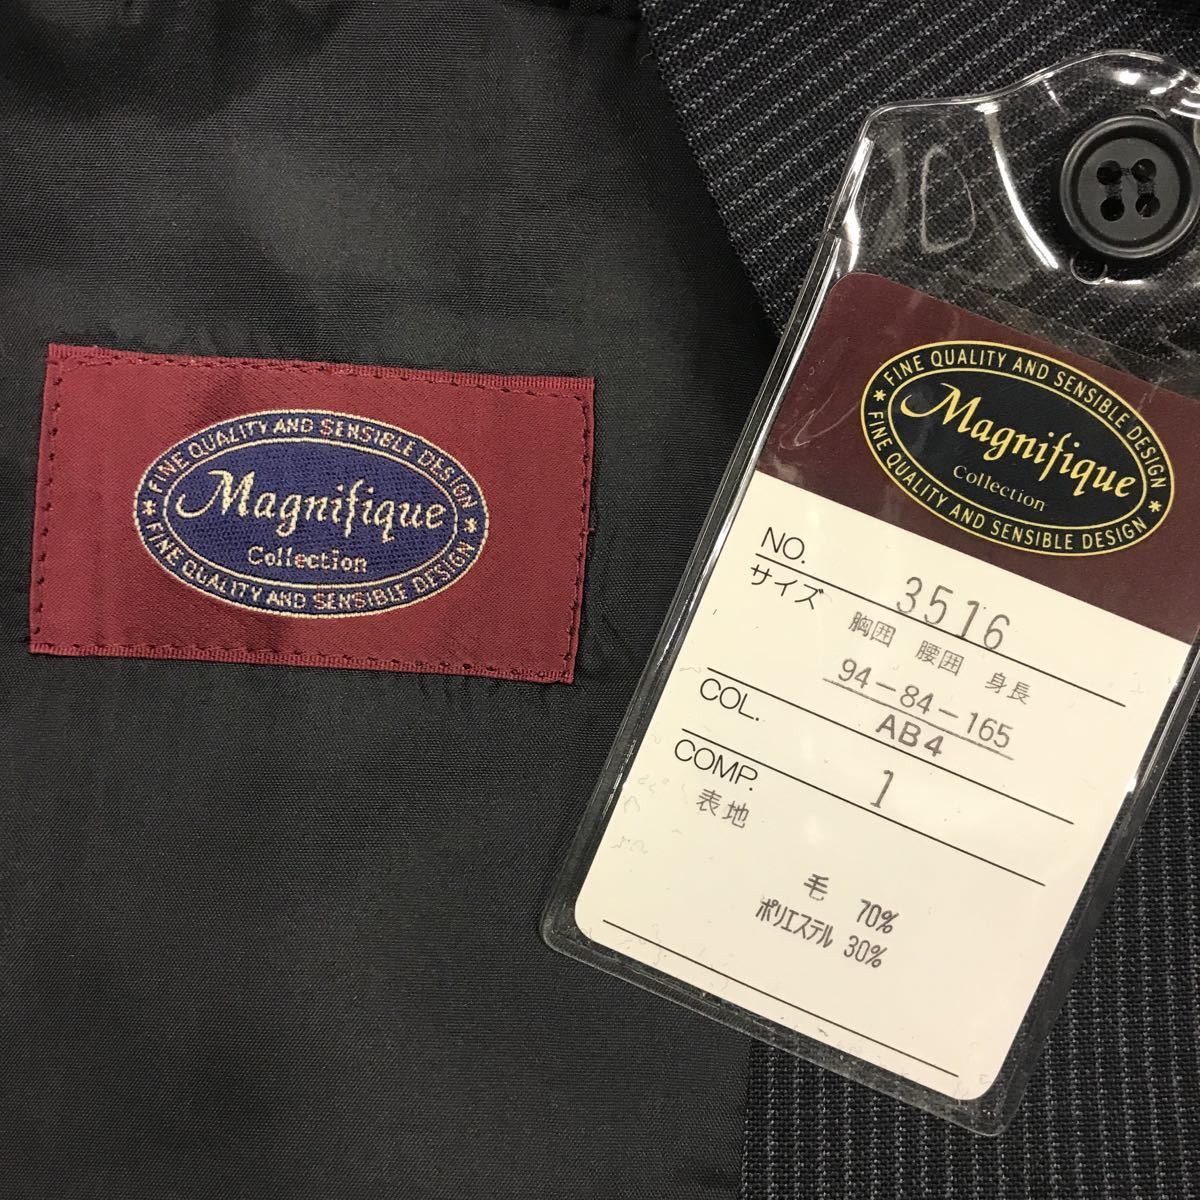 FINE QUALITY AND SENSIBLE DESIGN
Magnifique
Collection
FINE QUALITY AND SENSIBLE DESIGN
FINE QUALITY AND SENSIBLE DESIGN
Magnifique
Collection
FINE QUALITY AND SENSIBLE DESIGN
NO. 3516
サイズ 胸囲 腰囲 身長
94-84-165
AB4
COL. 1
COMP.
表地
毛 70%
ポリエステル 30%